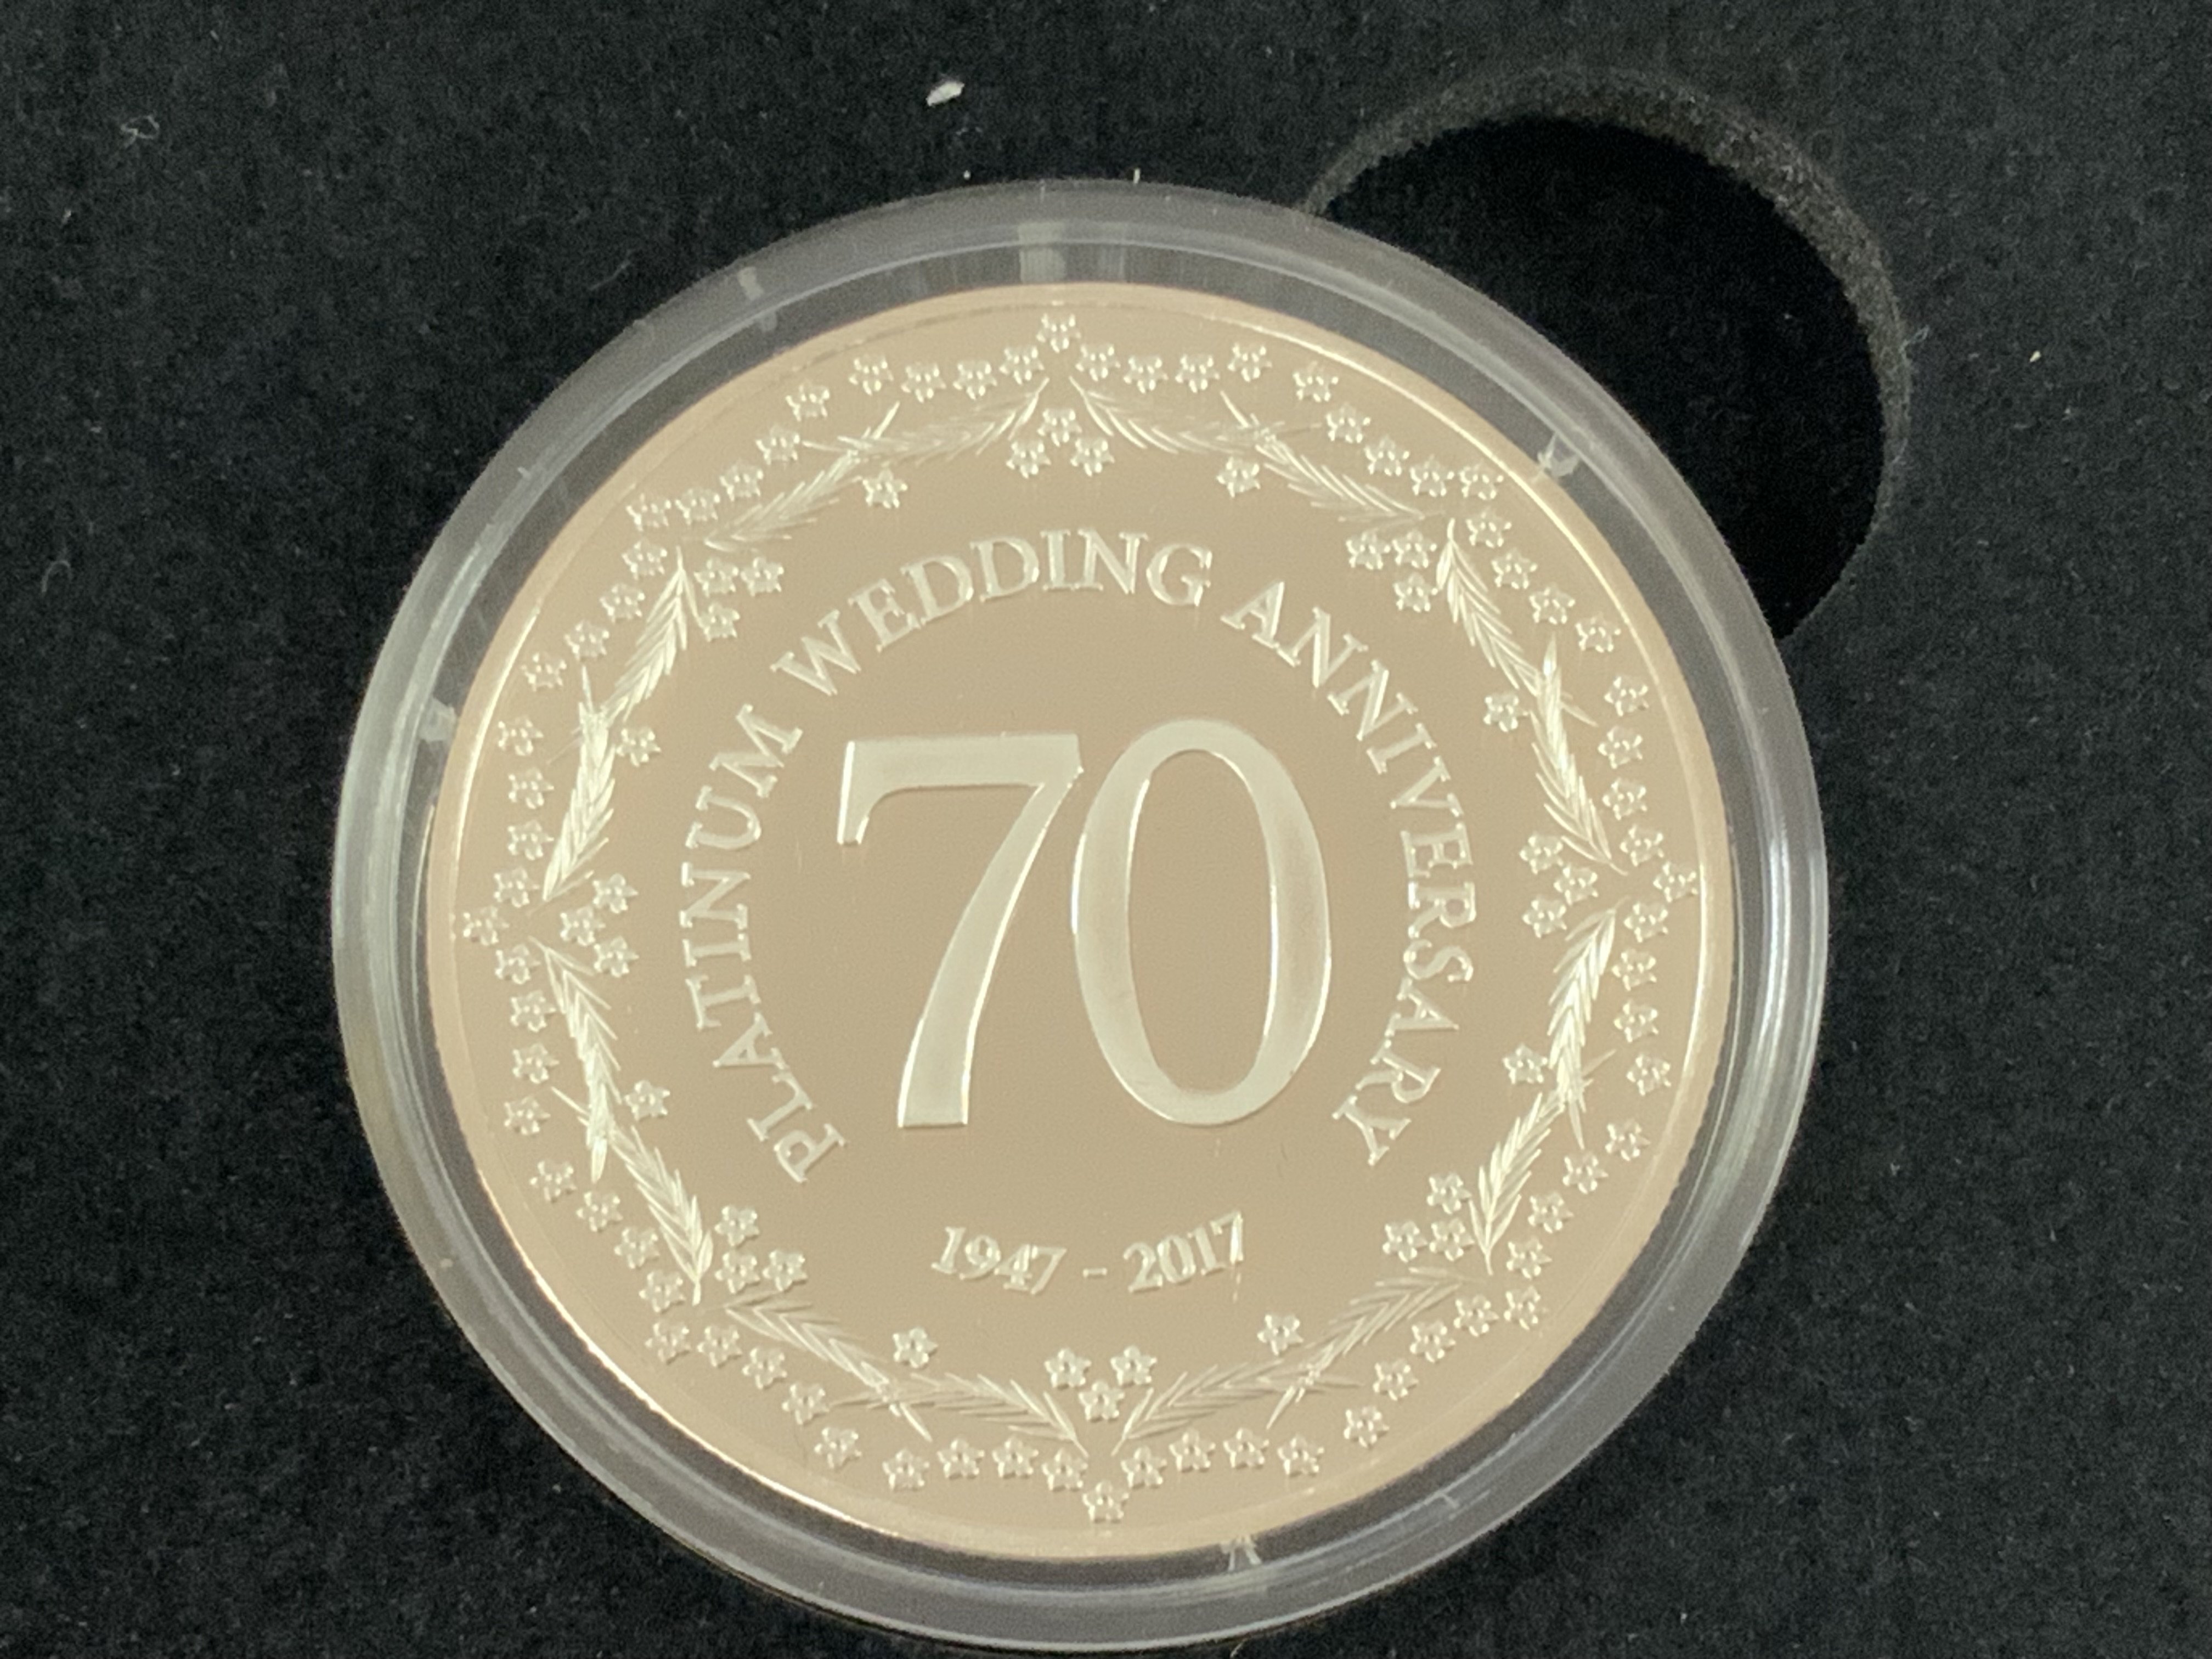 PLATINUM WEDDING ANNIVERSARY
70
1947 - 2017